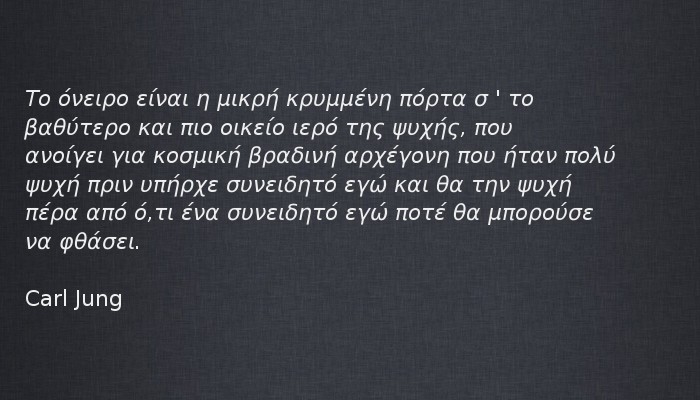 Το όνειρο είναι η μικρή κρυμμένη πόρτα σ ' το
βαθύτερο και πιο οικείο ιερό της ψυχής, που
ανοίγει για κοσμική βραδινή αρχέγονη που ήταν πολύ
ψυχή πριν υπήρχε συνειδητό εγώ και θα την ψυχή
πέρα από ό,τι ένα συνειδητό εγώ ποτέ θα μπορούσε
να φθάσει.
Carl Jung